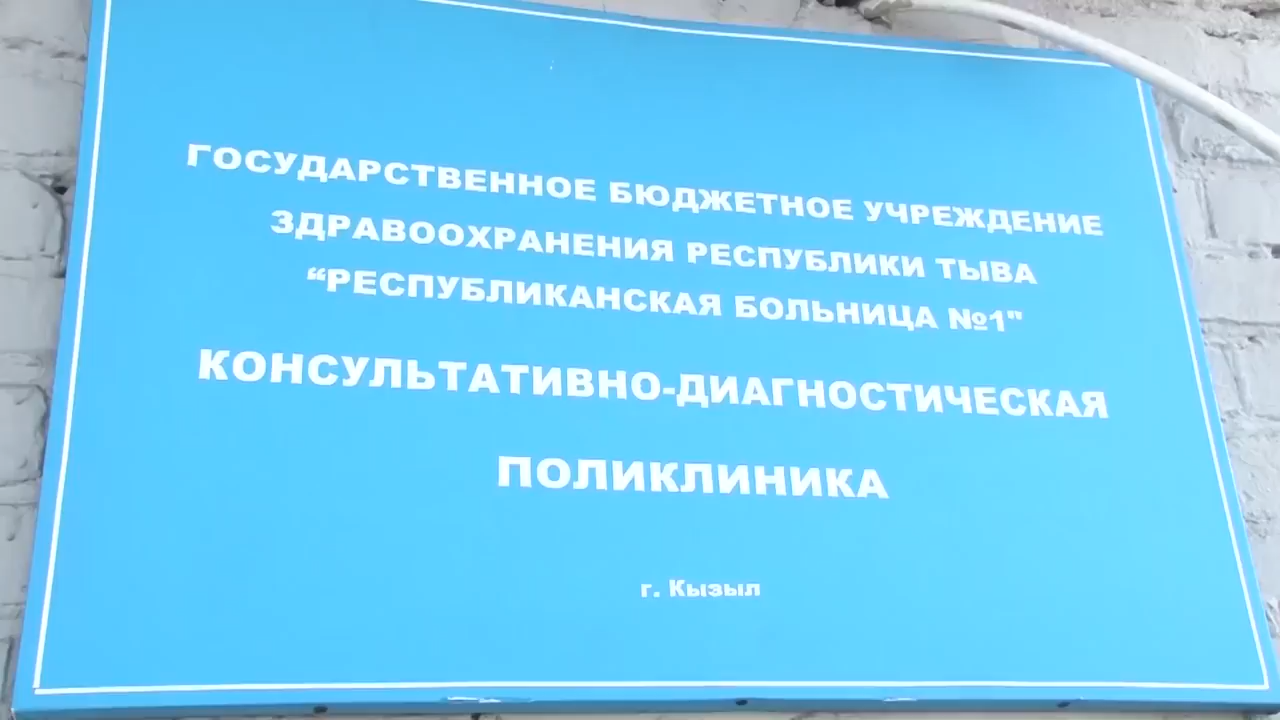 ГОСУДАРСТВЕННОЕ БЮДЖЕТНОЕ УЧРЕЖДЕНИЕ
ЗДРАВООХРАНЕНИЯ РЕСПУБЛИКИ ТЫВА
“РЕСПУБЛИКАНСКАЯ БОЛЬНИЦА №1"
КОНСУЛЬТАТИВНО-ДИАГНОСТИЧЕСКАЯ
ПОЛИКЛИНИКА
г. Кызыл